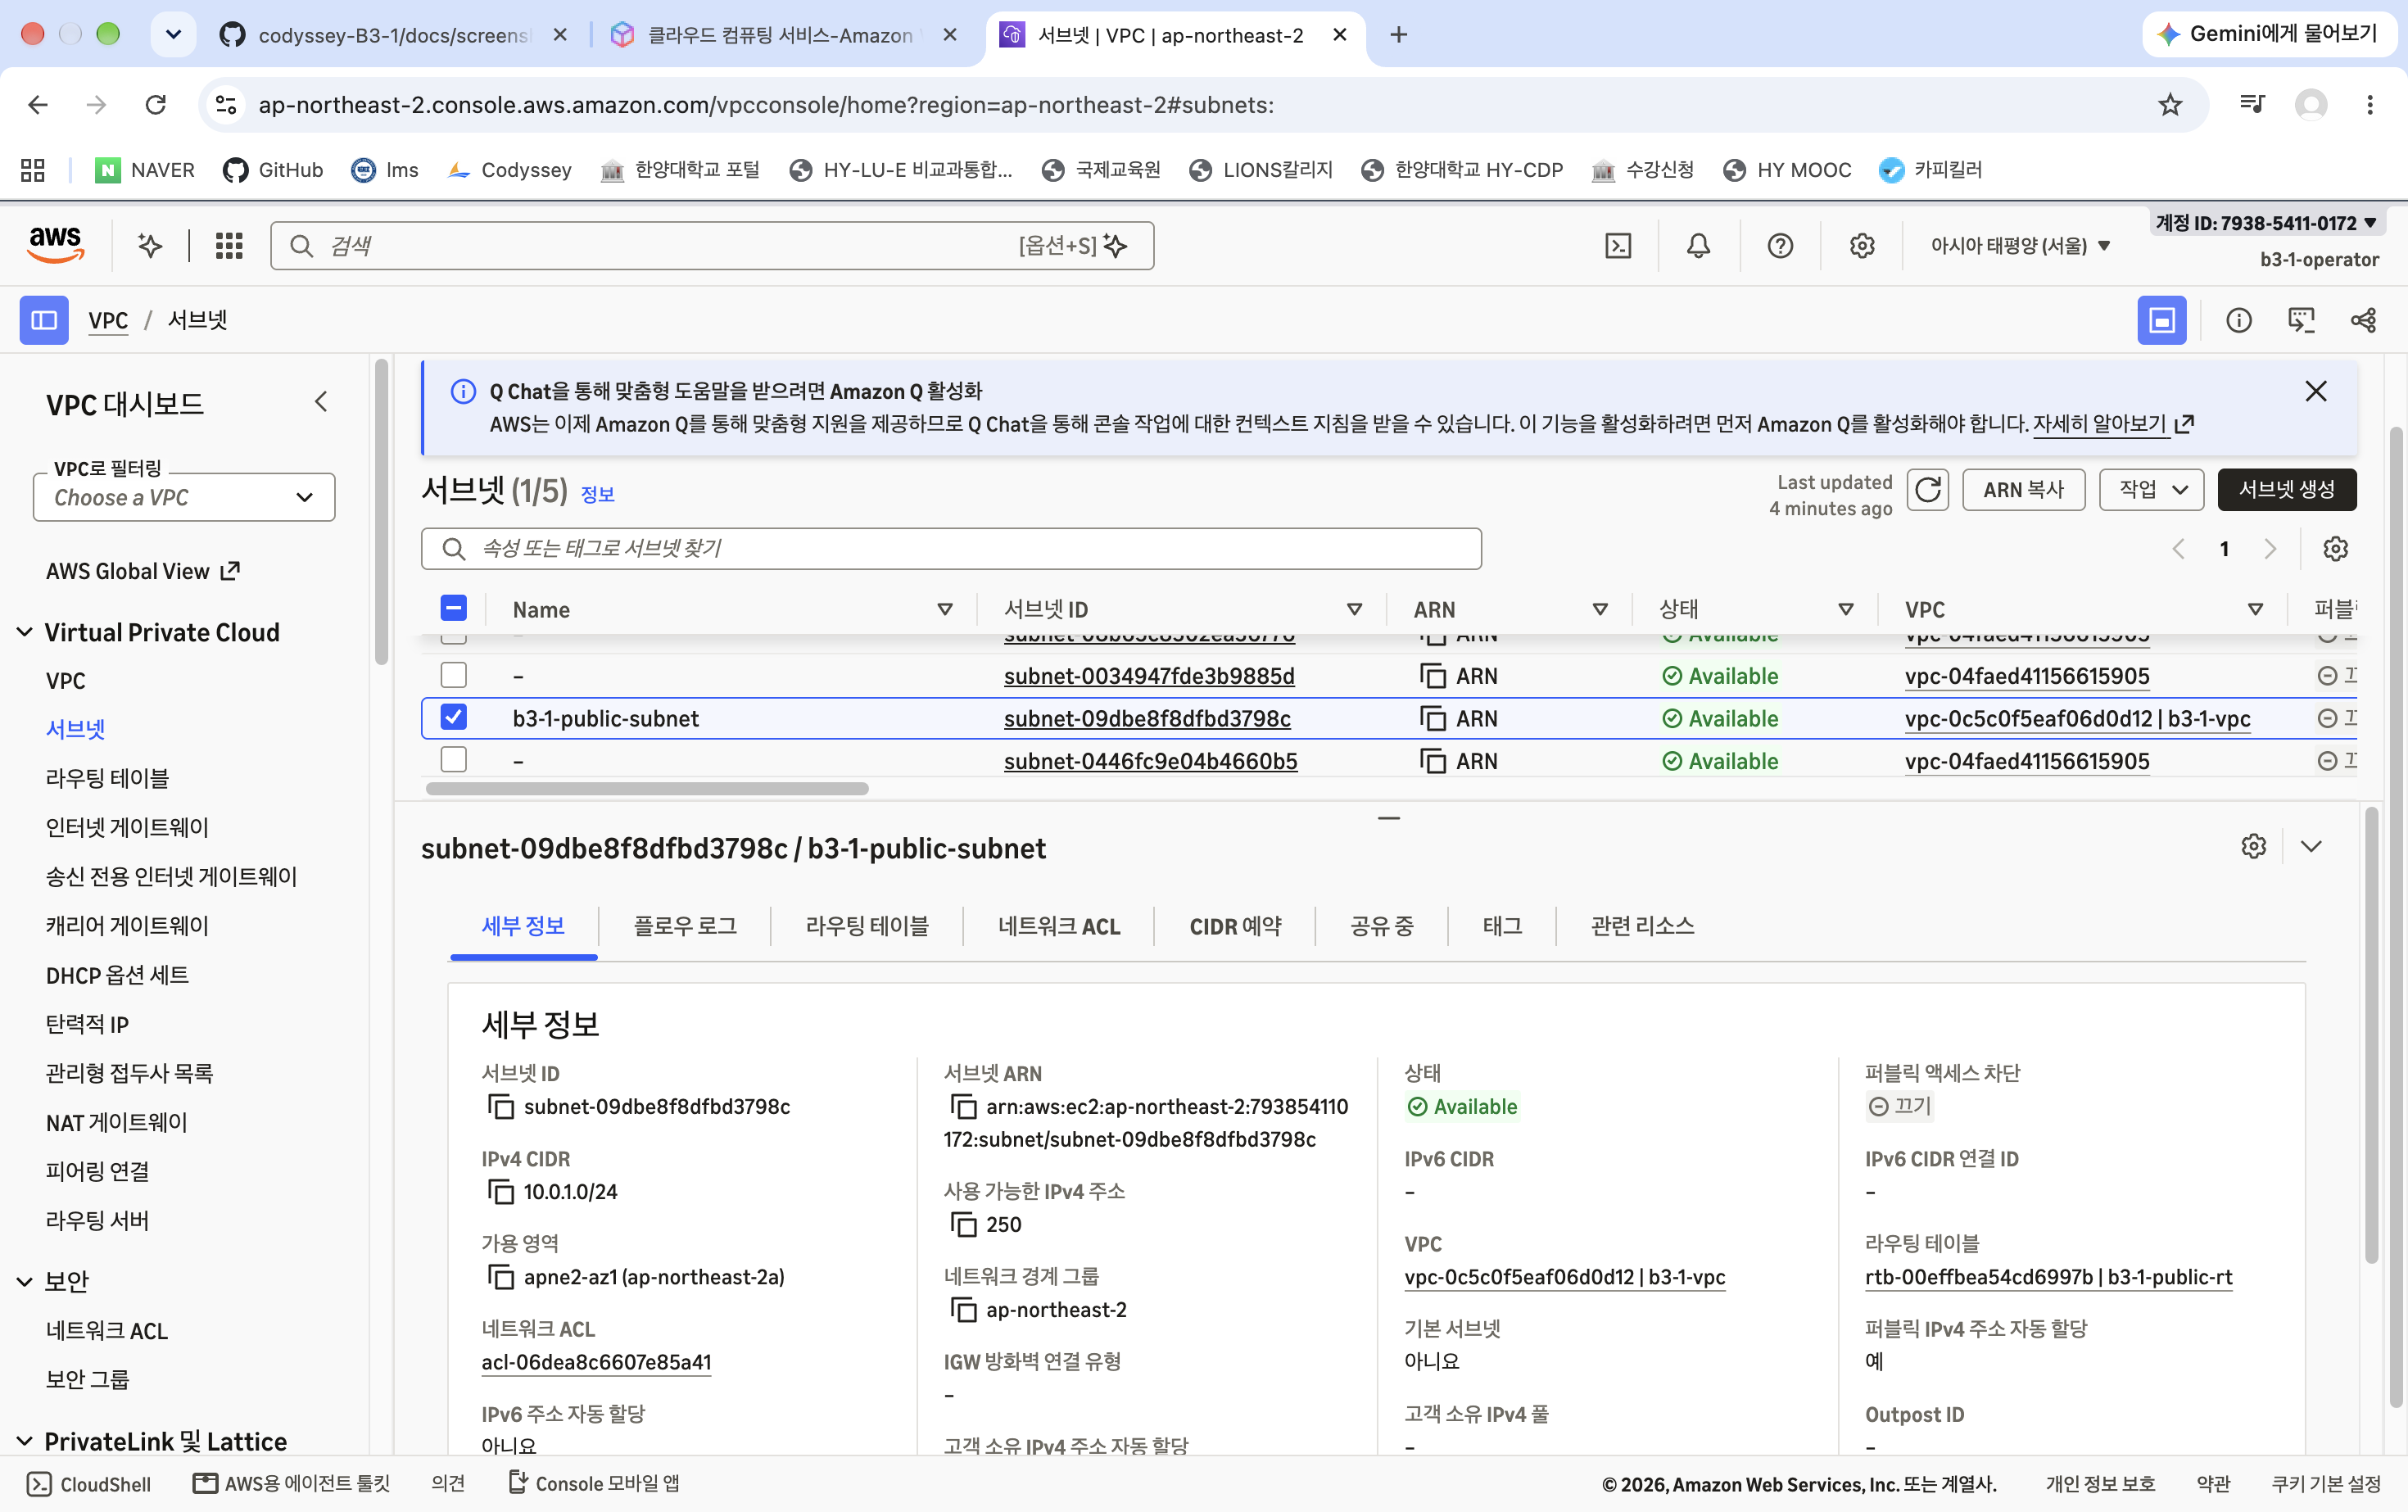 codyssey-B3-1/docs/screens
클라우드 컴퓨팅 서비스-Amazon
서브넷 | VPC | ap-northeast-2
Gemini에게 물어보기
ap-northeast-2.console.aws.amazon.com/vpcconsole/home?region=ap-northeast-2#subnets:
NAVER
GitHub
lms
Codyssey
한양대학교 포털
HY-LU-E 비교과통합...
국제교육원
LIONS칼리지
한양대학교 HY-CDP
수강신청
HY MOOC
카피킬러
aws
검색
[옵션+S]
아시아 태평양 (서울)
계정 ID: 7938-5411-0172
b3-1-operator
VPC / 서브넷
VPC 대시보드
VPC로 필터링
Choose a VPC
AWS Global View
Virtual Private Cloud
VPC
서브넷
라우팅 테이블
인터넷 게이트웨이
송신 전용 인터넷 게이트웨이
캐리어 게이트웨이
DHCP 옵션 세트
탄력적 IP
관리형 접두사 목록
NAT 게이트웨이
피어링 연결
라우팅 서버
보안
네트워크 ACL
보안 그룹
PrivateLink 및 Lattice
Q Chat을 통해 맞춤형 도움말을 받으려면 Amazon Q 활성화
AWS는 이제 Amazon Q를 통해 맞춤형 지원을 제공하므로 Q Chat을 통해 콘솔 작업에 대한 컨텍스트 지침을 받을 수 있습니다. 이 기능을 활성화하려면 먼저 Amazon Q를 활성화해야 합니다. 자세히 알아보기
서브넷 (1/5) 정보
Last updated
4 minutes ago
ARN 복사
작업
서브넷 생성
속성 또는 태그로 서브넷 찾기
1
Name 서브넷 ID ARN 상태 VPC
ARN Available vpc-04faed41156615905
– subnet-0034947fde3b9885d ARN Available vpc-04faed41156615905
b3-1-public-subnet subnet-09dbe8f8dfbd3798c ARN Available vpc-0c5c0f5eaf06d0d12 | b3-1-vpc
– subnet-0446fc9e04b4660b5 ARN Available vpc-04faed41156615905
subnet-09dbe8f8dfbd3798c / b3-1-public-subnet
세부 정보
플로우 로그
라우팅 테이블
네트워크 ACL
CIDR 예약
공유 중
태그
관련 리소스
세부 정보
서브넷 ID
subnet-09dbe8f8dfbd3798c
IPv4 CIDR
10.0.1.0/24
가용 영역
apne2-az1 (ap-northeast-2a)
네트워크 ACL
acl-06dea8c6607e85a41
IPv6 주소 자동 할당
아니요
서브넷 ARN
arn:aws:ec2:ap-northeast-2:793854110
172:subnet/subnet-09dbe8f8dfbd3798c
사용 가능한 IPv4 주소
250
네트워크 경계 그룹
ap-northeast-2
IGW 방화벽 연결 유형
–
고객 소유 IPv4 주소 자동 할당
상태
Available
IPv6 CIDR
–
VPC
vpc-0c5c0f5eaf06d0d12 | b3-1-vpc
기본 서브넷
아니요
고객 소유 IPv4 풀
–
퍼블릭 액세스 차단
끄기
IPv6 CIDR 연결 ID
–
라우팅 테이블
rtb-00effbea54cd6997b | b3-1-public-rt
퍼블릭 IPv4 주소 자동 할당
예
Outpost ID
–
CloudShell
AWS용 에이전트 툴킷
의견
Console 모바일 앱
© 2026, Amazon Web Services, Inc. 또는 계열사.
개인 정보 보호
약관
쿠키 기본 설정